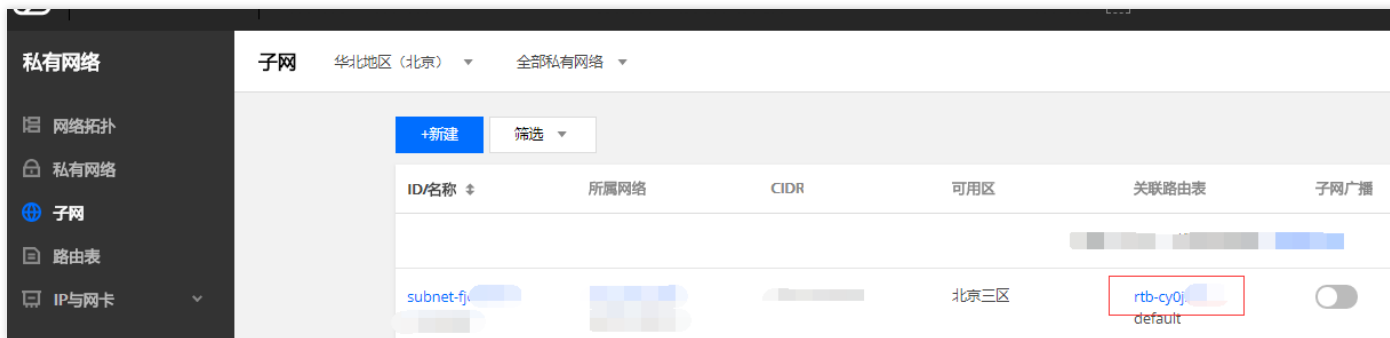 私有网络
子网 华北地区（北京） 全部私有网络
网络拓扑
私有网络
子网
路由表
IP与网卡
+新建 筛选
ID/名称 所属网络 CIDR 可用区 关联路由表 子网广播
北京三区
default